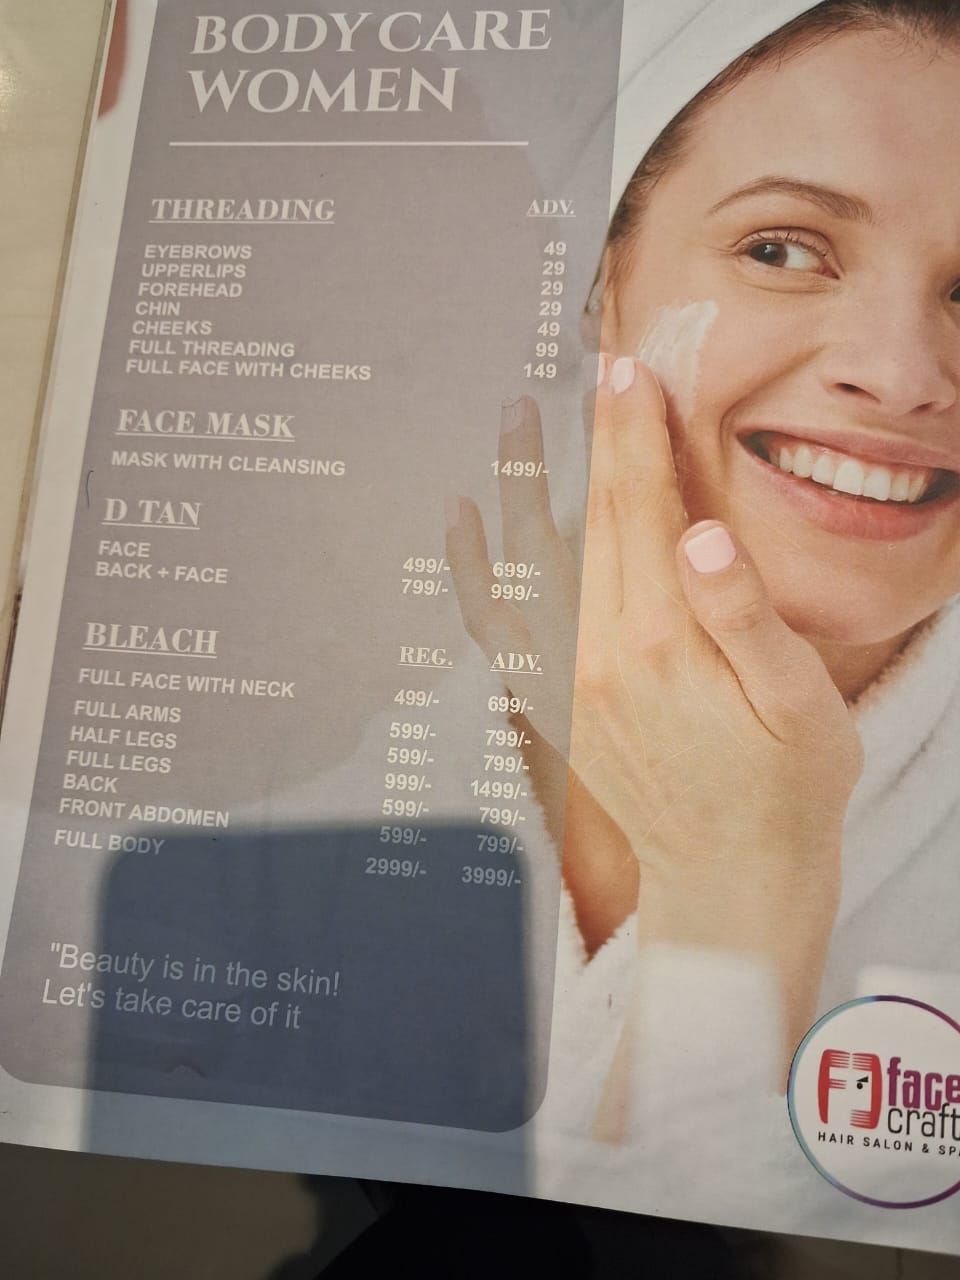 BODY CARE
WOMEN
THREADING ADV.
EYEBROWS 49
UPPERLIPS 29
FOREHEAD 29
CHIN 29
CHEEKS 49
FULL THREADING 99
FULL FACE WITH CHEEKS 149
FACE MASK
MASK WITH CLEANSING 1499/-
D TAN
FACE 499/- 699/-
BACK + FACE 799/- 999/-
BLEACH REG. ADV.
FULL FACE WITH NECK 499/- 699/-
FULL ARMS 599/- 799/-
HALF LEGS 599/- 799/-
FULL LEGS 999/- 1499/-
BACK 599/- 799/-
FRONT ABDOMEN 599/- 799/-
FULL BODY 2999/- 3999/-
"Beauty is in the skin!
Let's take care of it
face
craft
HAIR SALON &